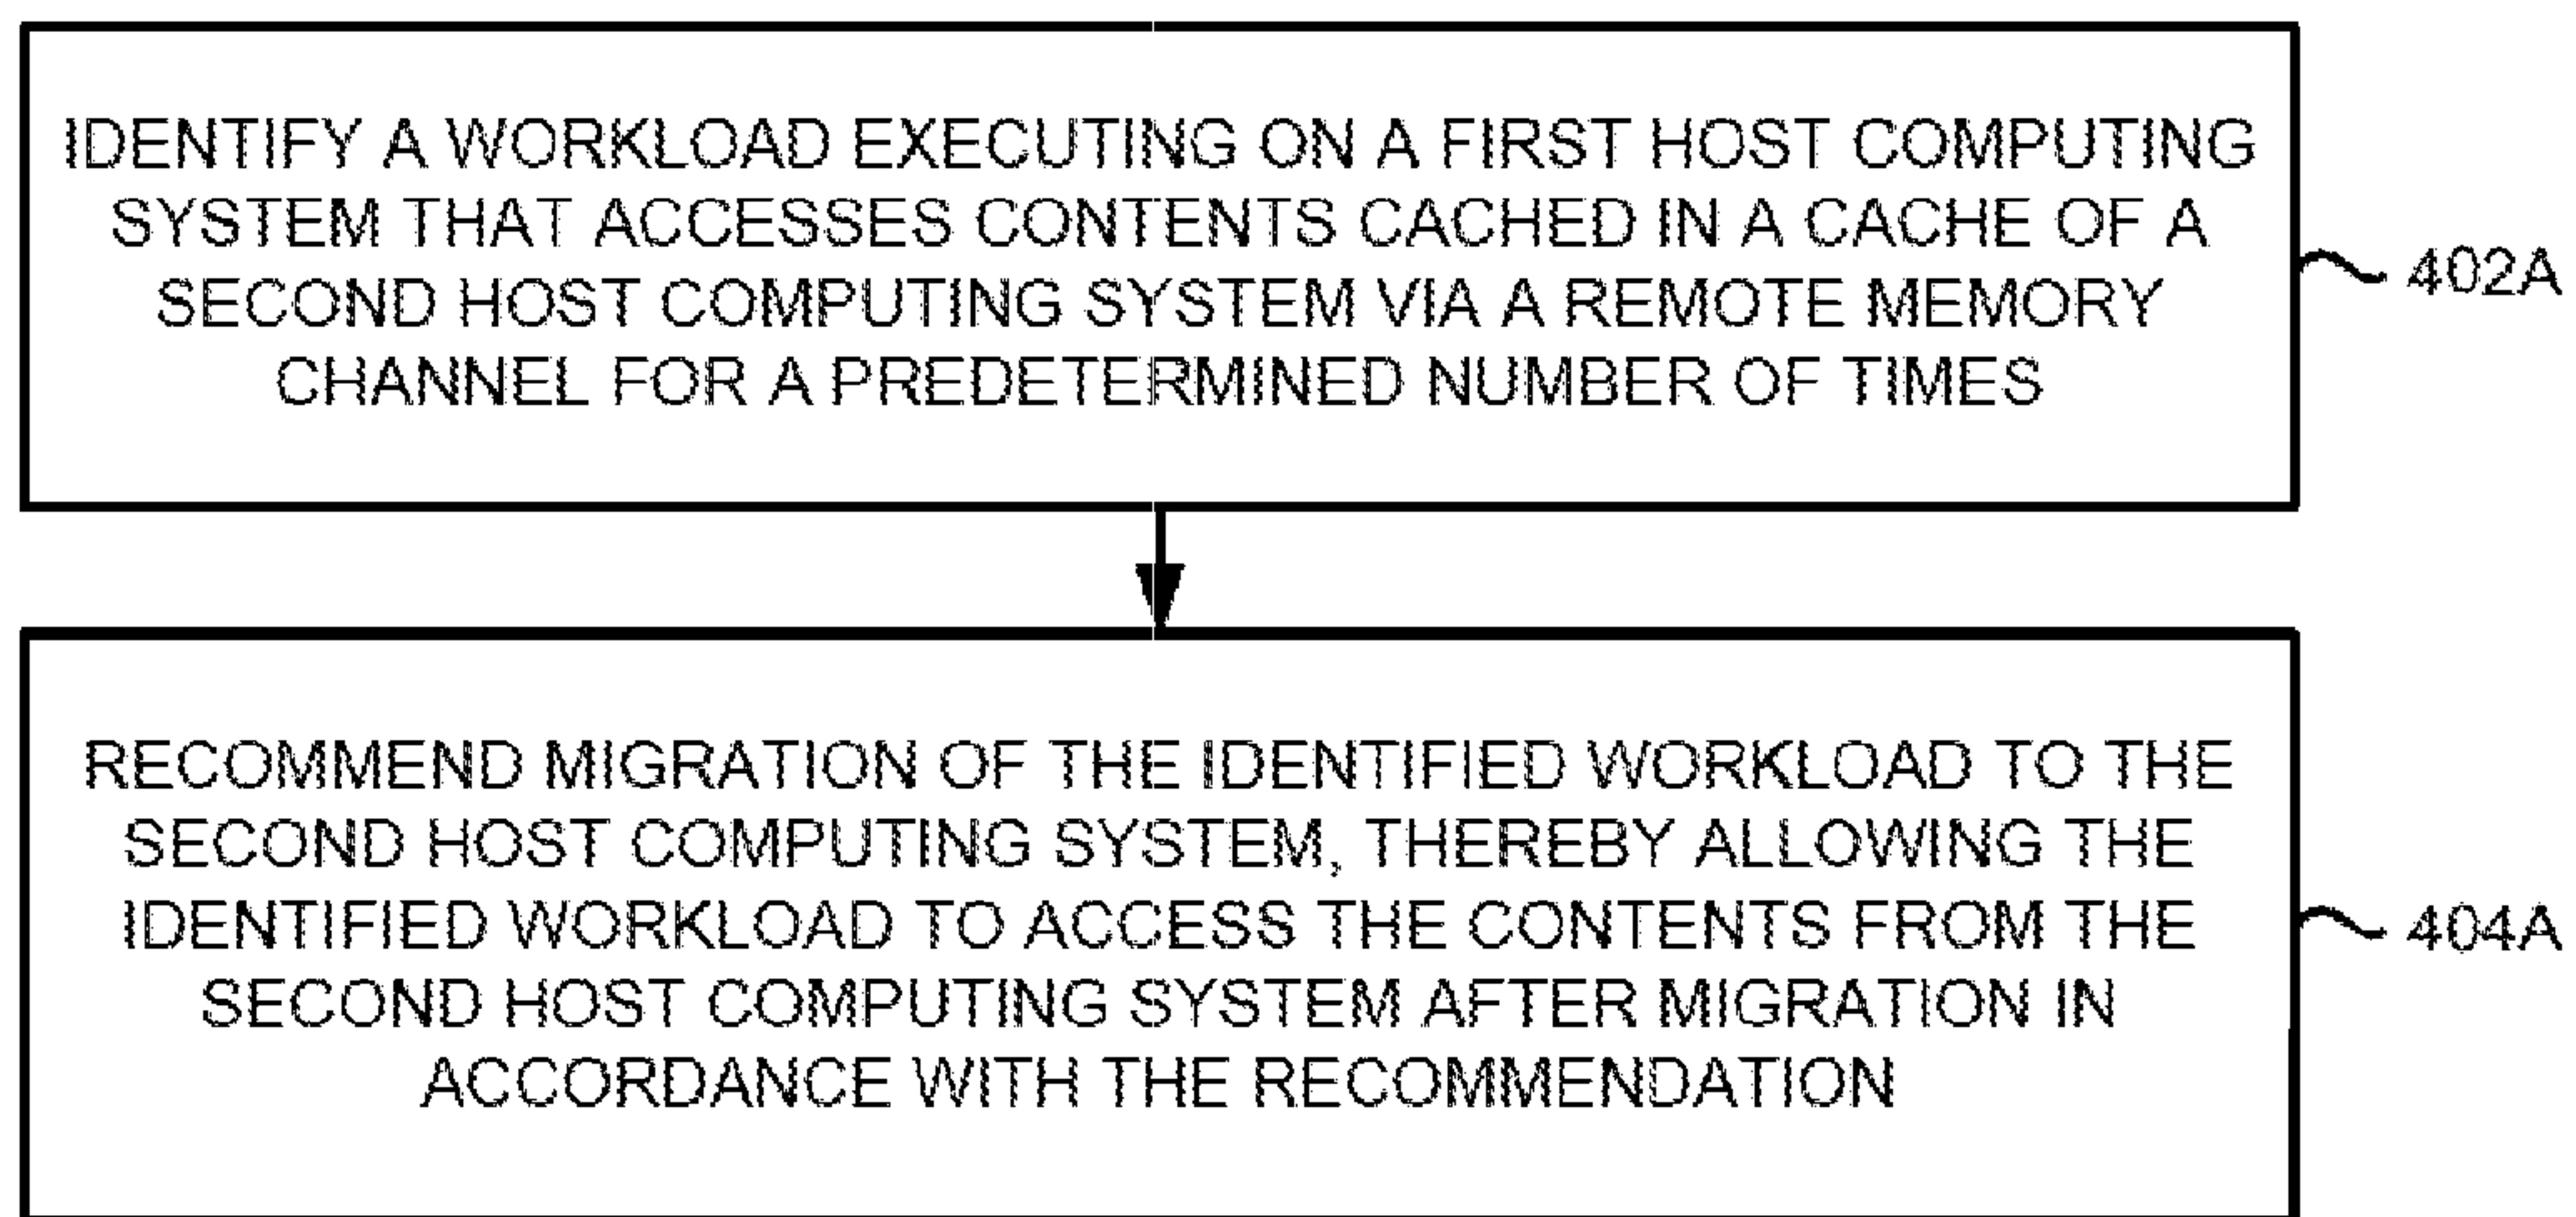 IDENTIFY A WORKLOAD EXECUTING ON A FIRST HOST COMPUTING
SYSTEM THAT ACCESSES CONTENTS CACHED IN A CACHE OF A
SECOND HOST COMPUTING SYSTEM VIA A REMOTE MEMORY
CHANNEL FOR A PREDETERMINED NUMBER OF TIMES
402A
RECOMMEND MIGRATION OF THE IDENTIFIED WORKLOAD TO THE
SECOND HOST COMPUTING SYSTEM, THEREBY ALLOWING THE
IDENTIFIED WORKLOAD TO ACCESS THE CONTENTS FROM THE
SECOND HOST COMPUTING SYSTEM AFTER MIGRATION IN
ACCORDANCE WITH THE RECOMMENDATION
404A